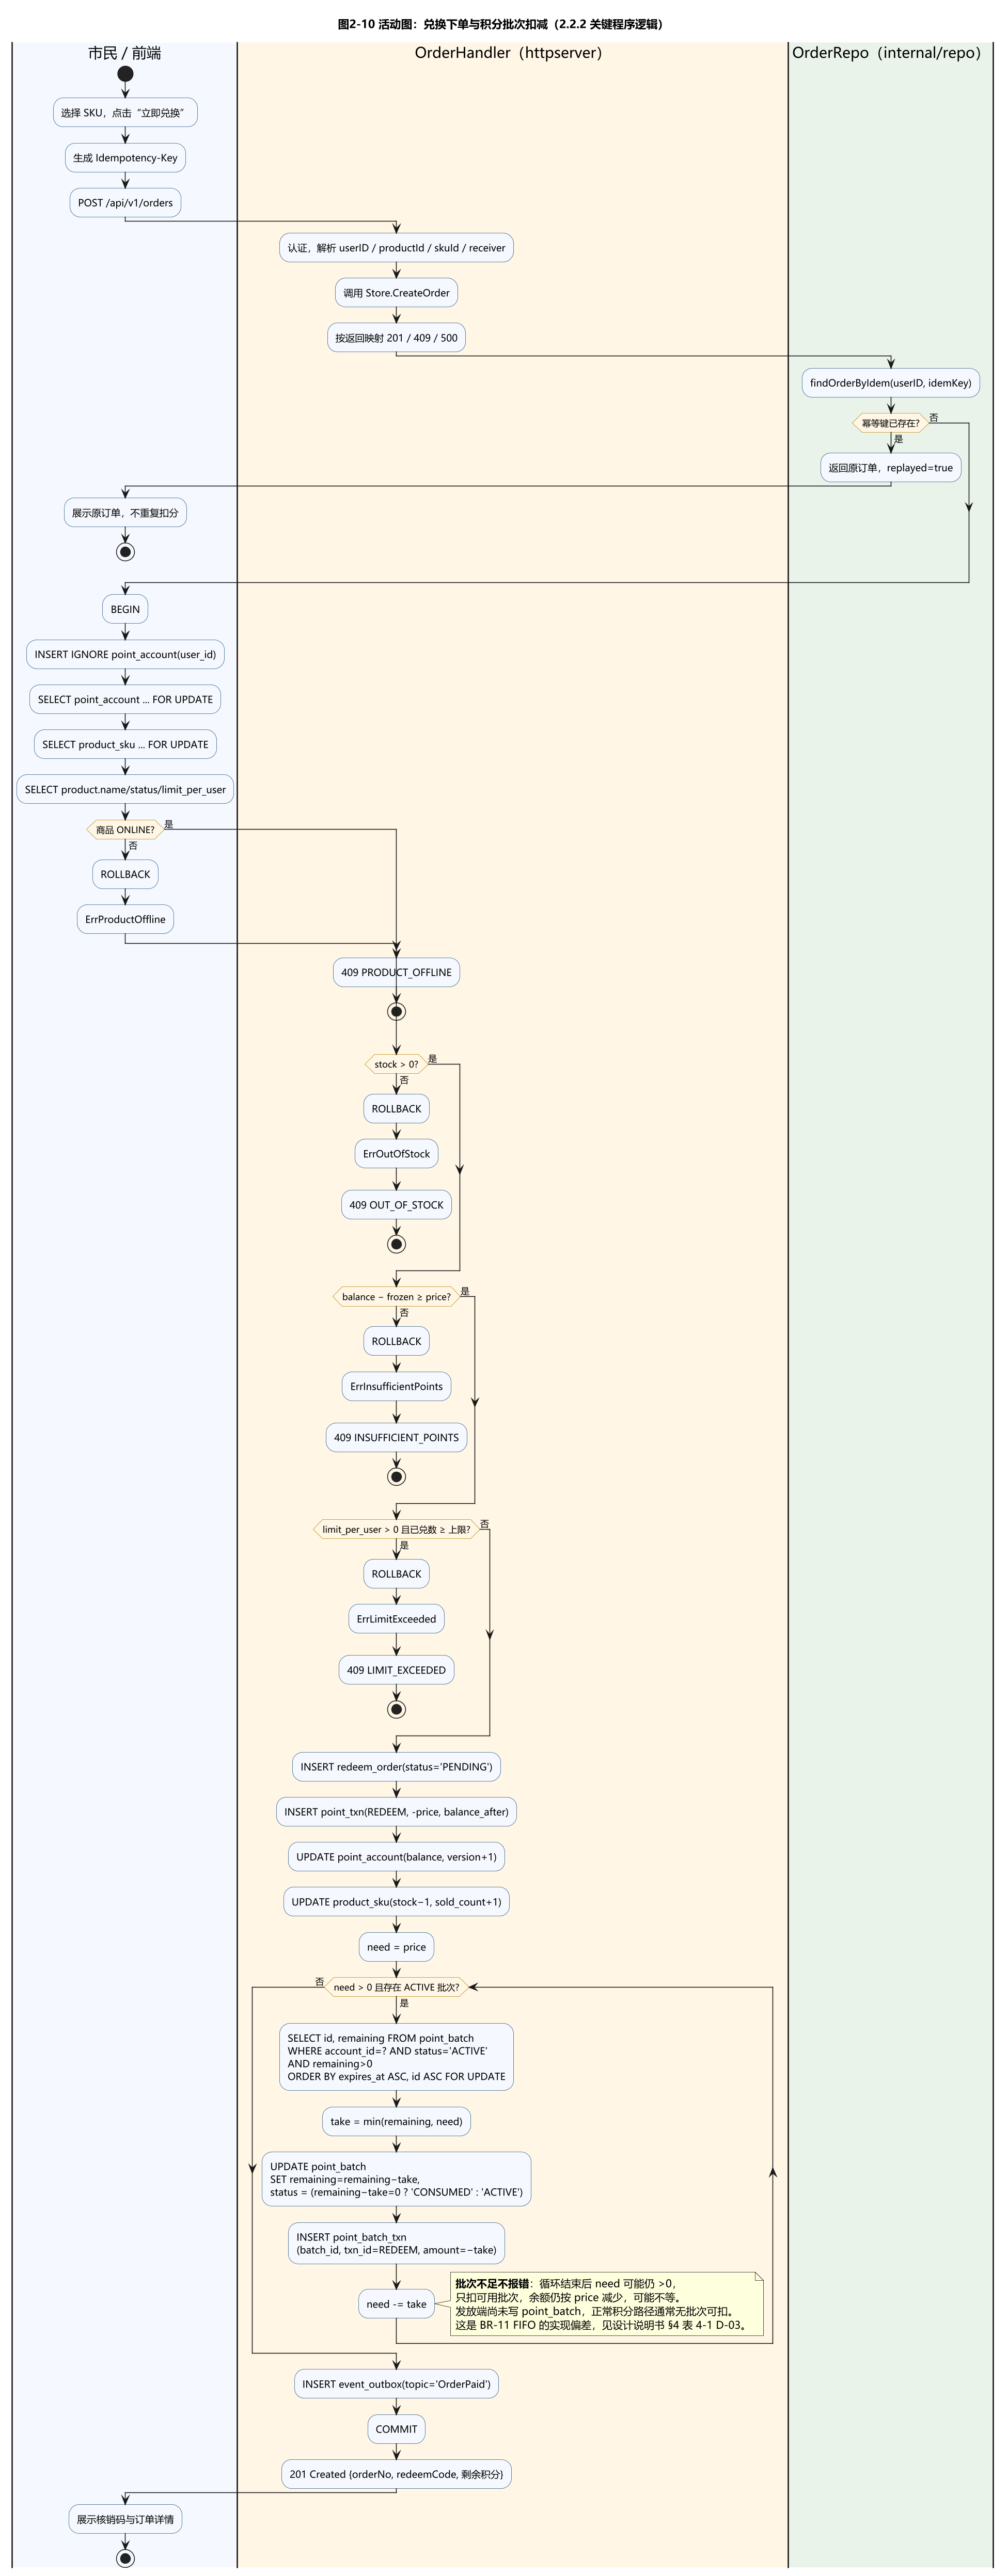 图2-10 活动图：兑换下单与积分批次扣减（2.2.2 关键程序逻辑）
市民 / 前端
OrderHandler（httpserver）
OrderRepo（internal/repo）
选择 SKU，点击“立即兑换”
生成 Idempotency-Key
POST /api/v1/orders
认证，解析 userID / productId / skuId / receiver
调用 Store.CreateOrder
按返回映射 201 / 409 / 500
findOrderByIdem(userID, idemKey)
幂等键已存在?
否
是
返回原订单，replayed=true
展示原订单，不重复扣分
BEGIN
INSERT IGNORE point_account(user_id)
SELECT point_account ... FOR UPDATE
SELECT product_sku ... FOR UPDATE
SELECT product.name/status/limit_per_user
商品 ONLINE?
是
否
ROLLBACK
ErrProductOffline
409 PRODUCT_OFFLINE
stock > 0?
是
否
ROLLBACK
ErrOutOfStock
409 OUT_OF_STOCK
balance − frozen ≥ price?
是
否
ROLLBACK
ErrInsufficientPoints
409 INSUFFICIENT_POINTS
limit_per_user > 0 且已兑数 ≥ 上限?
否
是
ROLLBACK
ErrLimitExceeded
409 LIMIT_EXCEEDED
INSERT redeem_order(status='PENDING')
INSERT point_txn(REDEEM, -price, balance_after)
UPDATE point_account(balance, version+1)
UPDATE product_sku(stock−1, sold_count+1)
need = price
否
need > 0 且存在 ACTIVE 批次?
是
SELECT id, remaining FROM point_batch
WHERE account_id=? AND status='ACTIVE'
AND remaining>0
ORDER BY expires_at ASC, id ASC FOR UPDATE
take = min(remaining, need)
UPDATE point_batch
SET remaining=remaining−take,
status = (remaining−take=0 ? 'CONSUMED' : 'ACTIVE')
INSERT point_batch_txn
(batch_id, txn_id=REDEEM, amount=−take)
need -= take
批次不足不报错：循环结束后 need 可能仍 >0，
只扣可用批次，余额仍按 price 减少，可能不等。
发放端尚未写 point_batch，正常积分路径通常无批次可扣。
这是 BR-11 FIFO 的实现偏差，见设计说明书 §4 表 4-1 D-03。
INSERT event_outbox(topic='OrderPaid')
COMMIT
201 Created {orderNo, redeemCode, 剩余积分}
展示核销码与订单详情